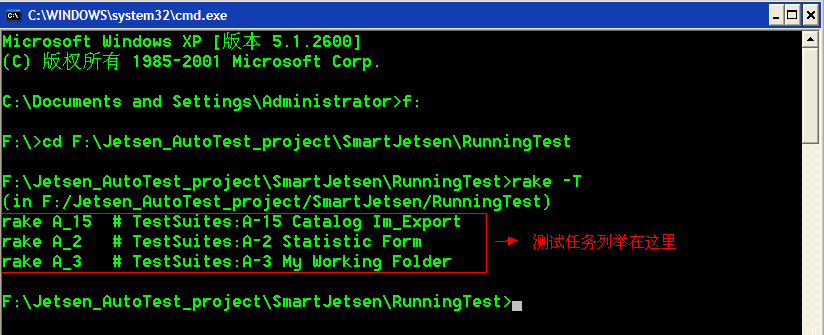 C:\WINDOWS\system32\cmd.exe
Microsoft Windows XP [版本 5.1.2600]
(C) 版权所有 1985-2001 Microsoft Corp.
C:\Documents and Settings\Administrator>f:
F:\>cd F:\Jetsen_AutoTest_project\SmartJetsen\RunningTest
F:\Jetsen_AutoTest_project\SmartJetsen\RunningTest>rake -T
(in F:/Jetsen_AutoTest_project/SmartJetsen/RunningTest)
rake A_15  # TestSuites:A-15 Catalog Im_Export
rake A_2   # TestSuites:A-2 Statistic Form
测试任务列举在这里
rake A_3   # TestSuites:A-3 My Working Folder
F:\Jetsen_AutoTest_project\SmartJetsen\RunningTest>